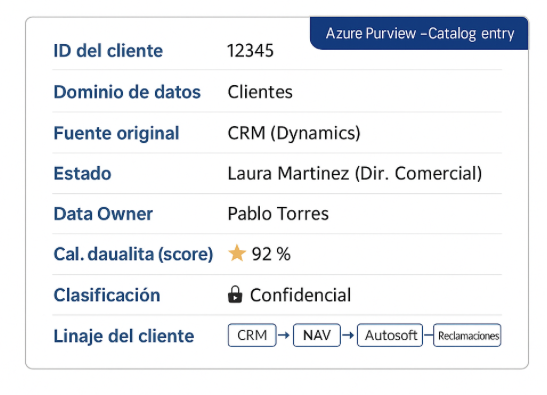 Azure Purview –Catalog entry
ID del cliente 12345
Dominio de datos Clientes
Fuente original CRM (Dynamics)
Estado Laura Martinez (Dir. Comercial)
Data Owner Pablo Torres
Cal. daualita (score) 92 %
Clasificación Confidencial
Linaje del cliente CRM → NAV → Autosoft – Reclamaciones